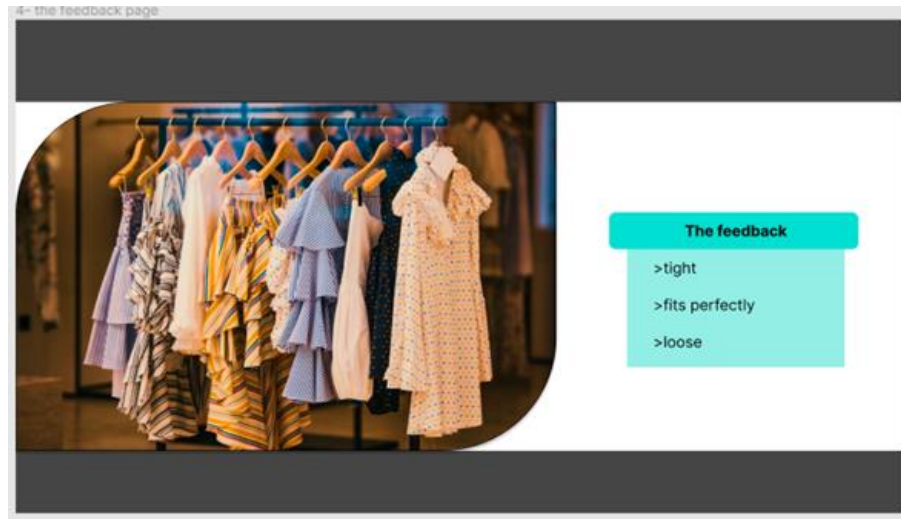 4- the feedback page
The feedback
>tight
>fits perfectly
>loose